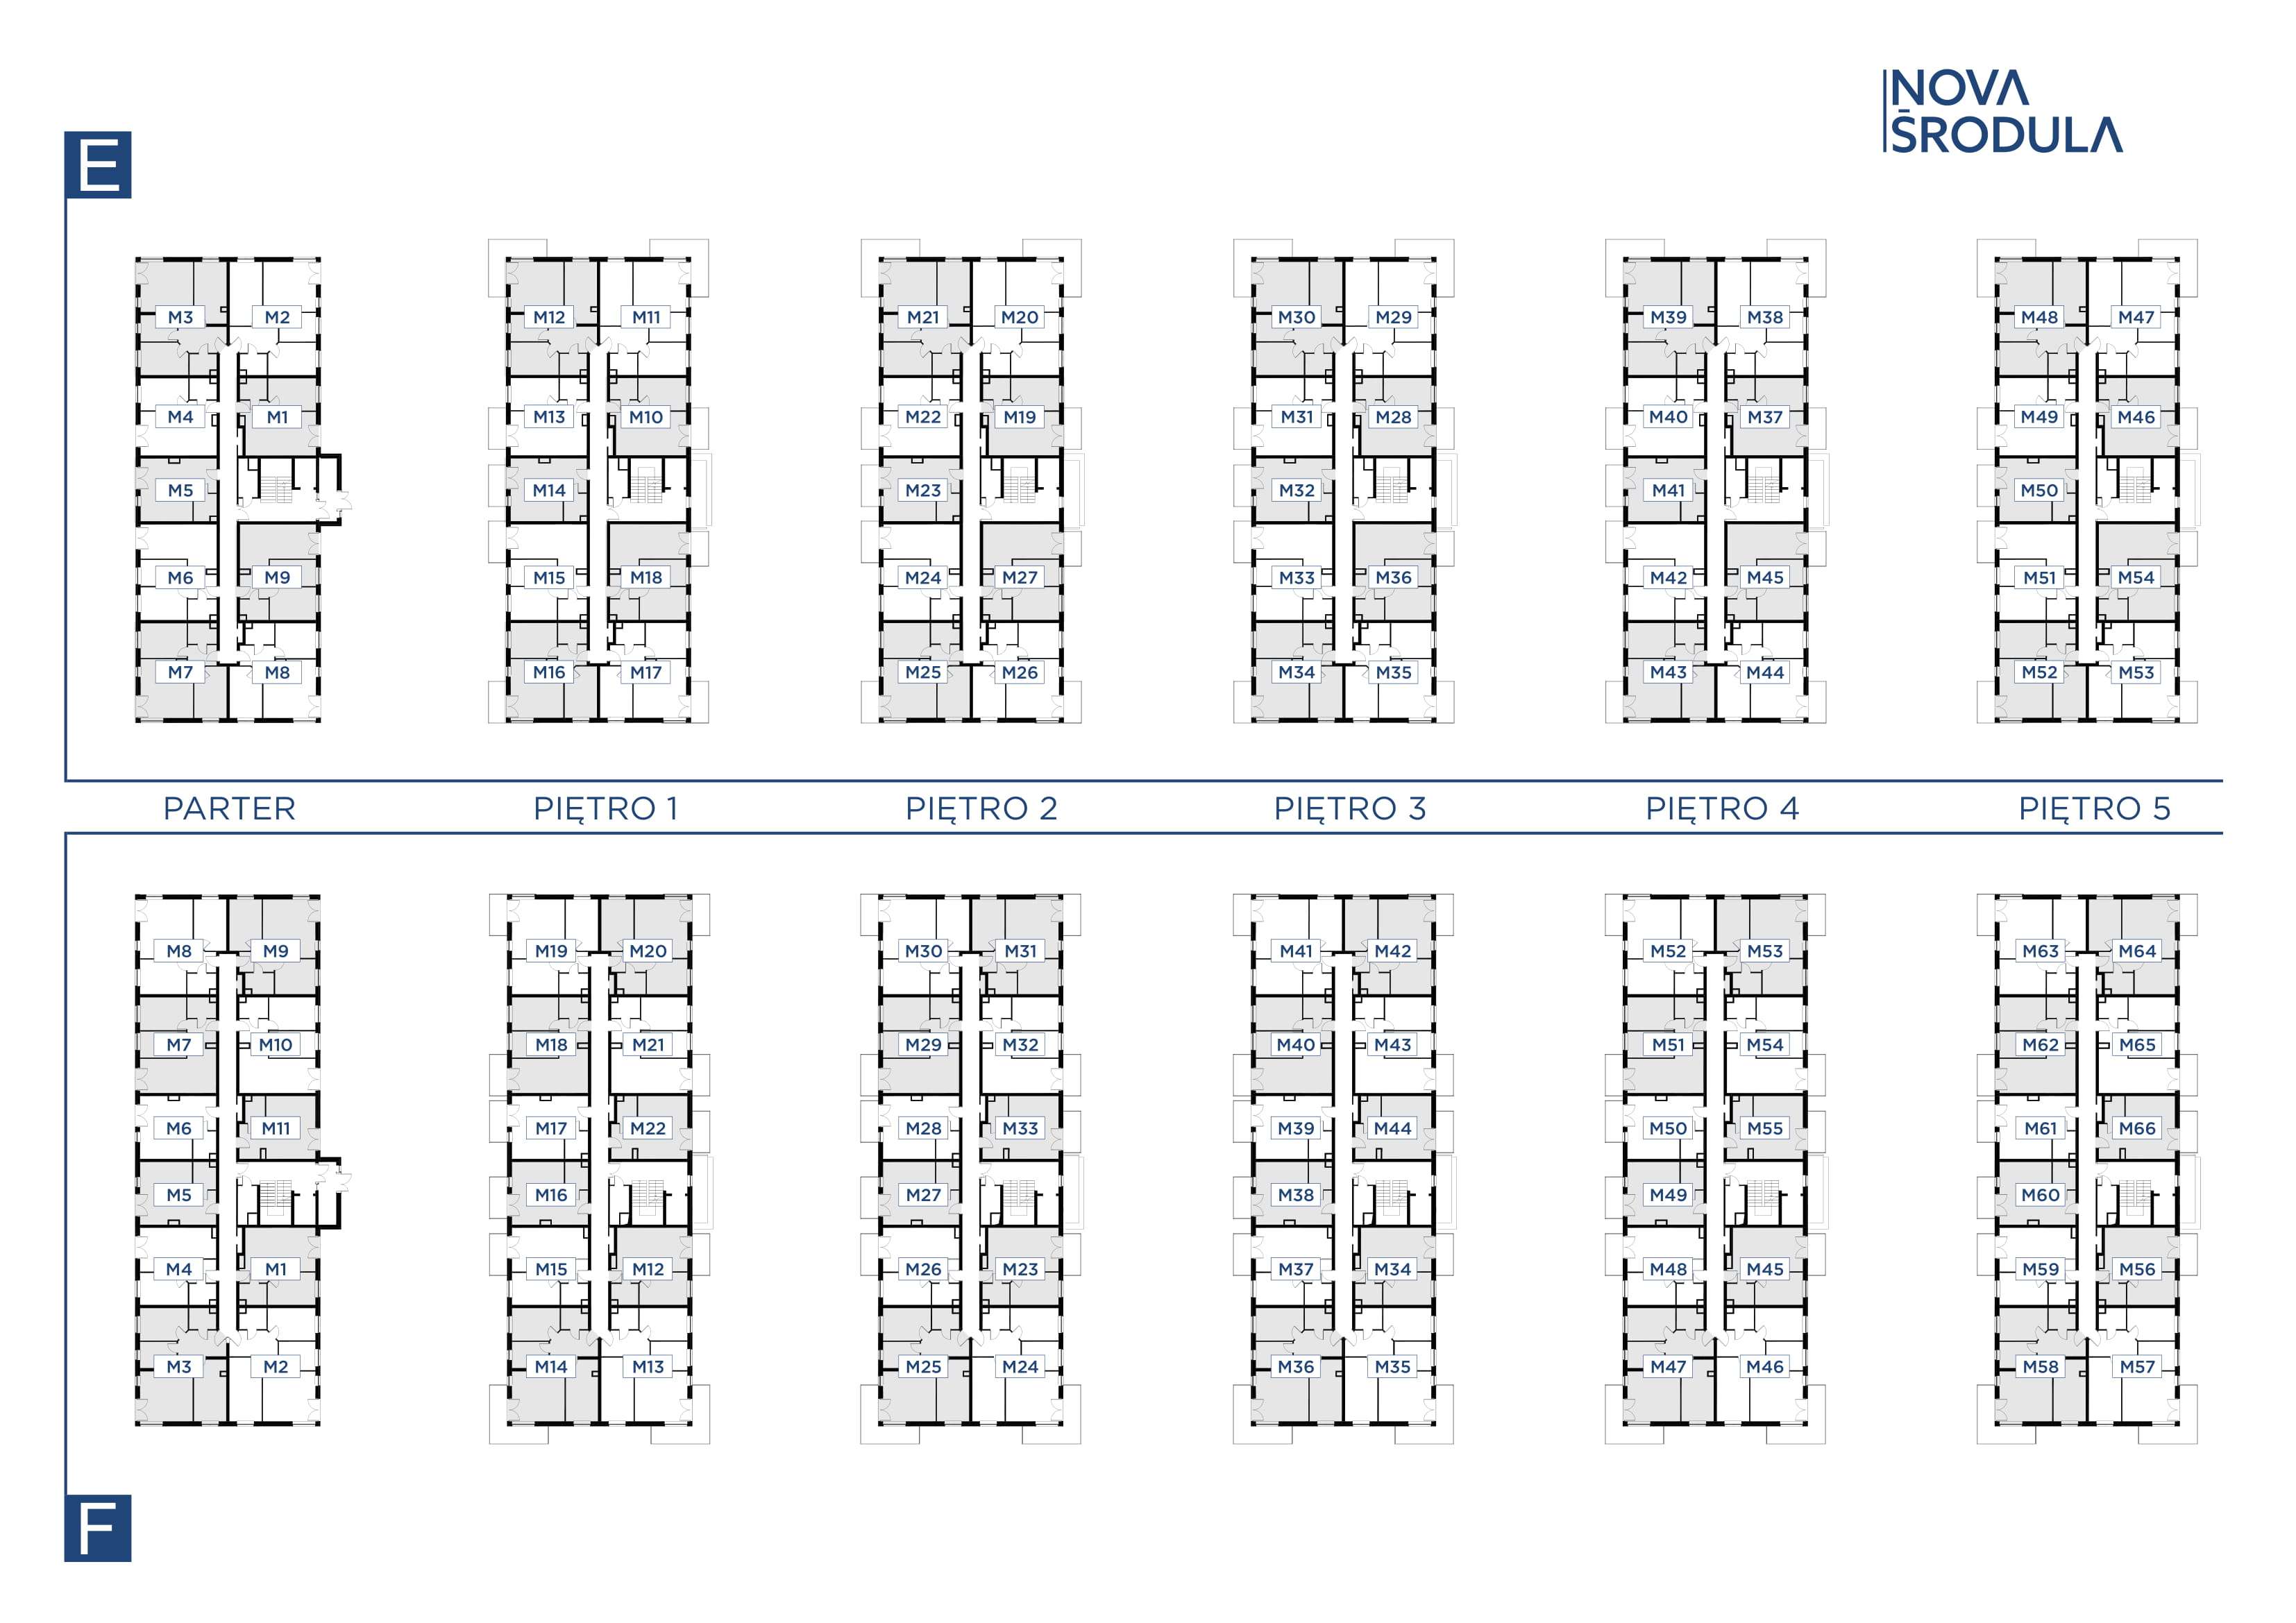 NOVA
ŚRODULA
E
M3 M2 M12 M11 M21 M20 M30 M29 M39 M38 M48 M47
M4 M1 M13 M10 M22 M19 M31 M28 M40 M37 M49 M46
M5 M14 M23 M32 M41 M50
M6 M9 M15 M18 M24 M27 M33 M36 M42 M45 M51 M54
M7 M8 M16 M17 M25 M26 M34 M35 M43 M44 M52 M53
PARTER PIĘTRO 1 PIĘTRO 2 PIĘTRO 3 PIĘTRO 4 PIĘTRO 5
M8 M9 M19 M20 M30 M31 M41 M42 M52 M53 M63 M64
M7 M10 M18 M21 M29 M32 M40 M43 M51 M54 M62 M65
M6 M11 M17 M22 M28 M33 M39 M44 M50 M55 M61 M66
M5 M16 M27 M38 M49 M60
M4 M1 M15 M12 M26 M23 M37 M34 M48 M45 M59 M56
M3 M2 M14 M13 M25 M24 M36 M35 M47 M46 M58 M57
F